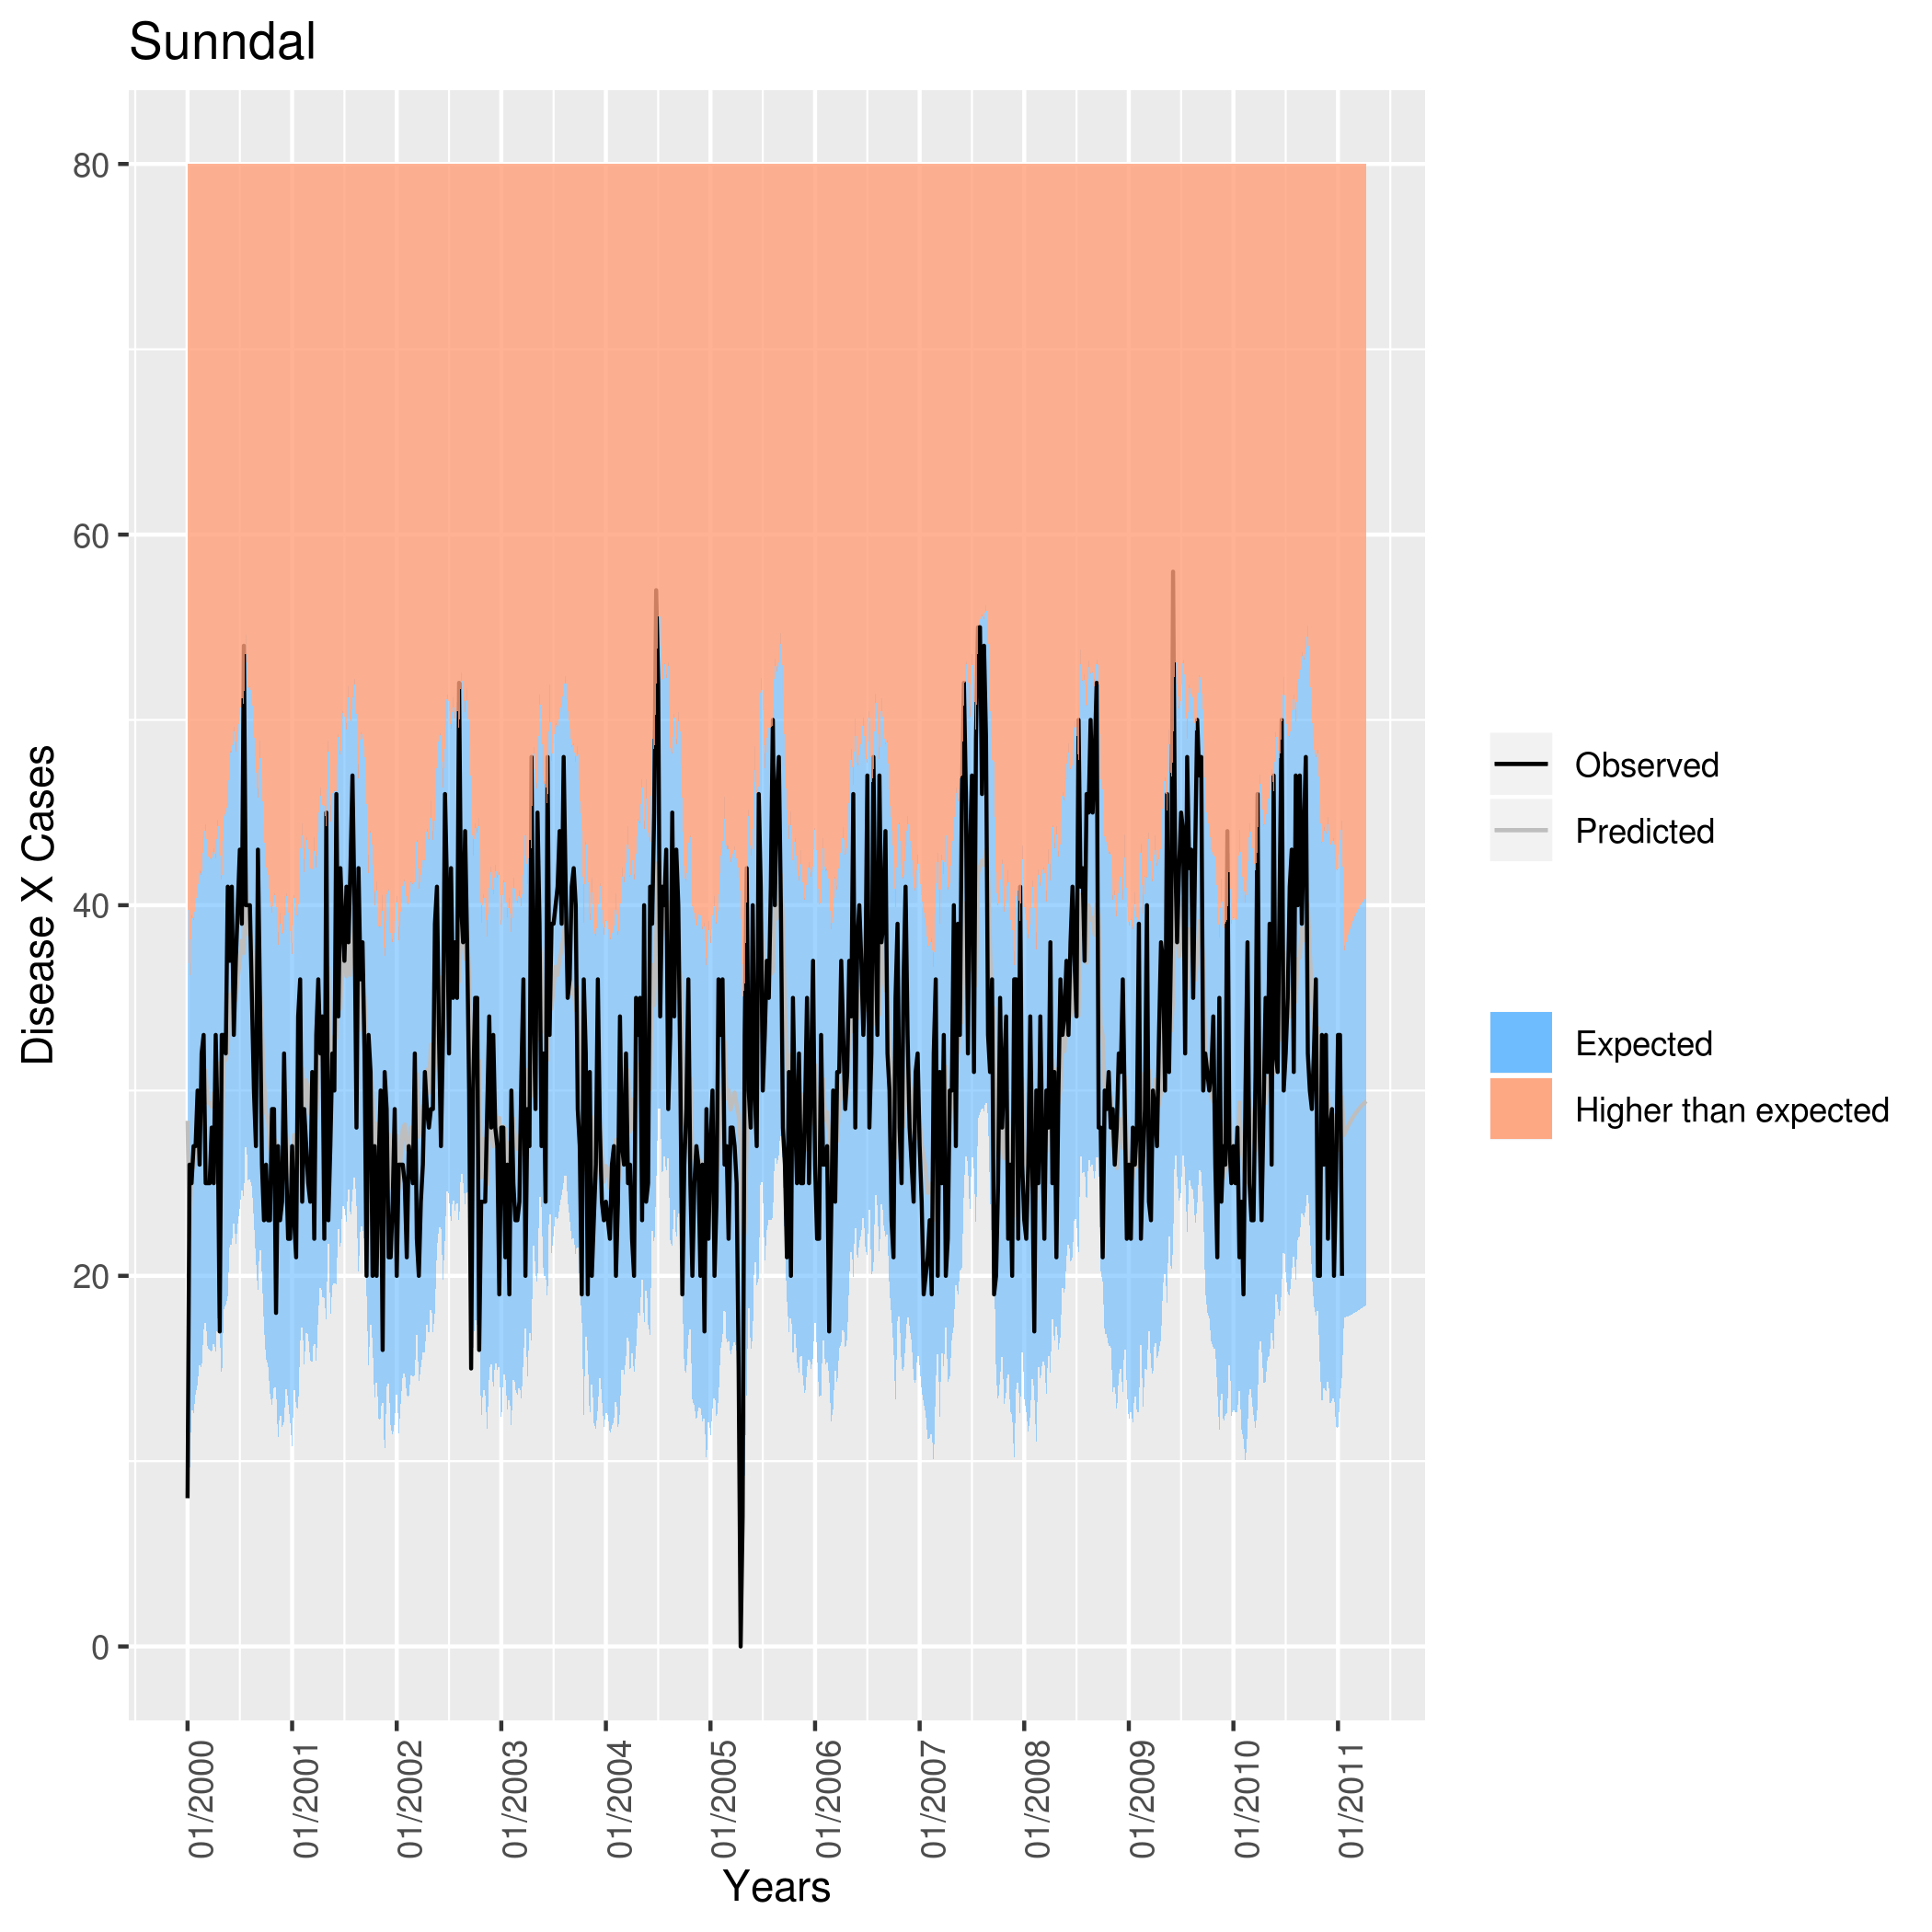 Sunndal
Disease X Cases
80
60
40
20
0
01/2000
01/2001
01/2002
01/2003
01/2004
01/2005
01/2006
01/2007
01/2008
01/2009
01/2010
01/2011
Years
Observed
Predicted
Expected
Higher than expected